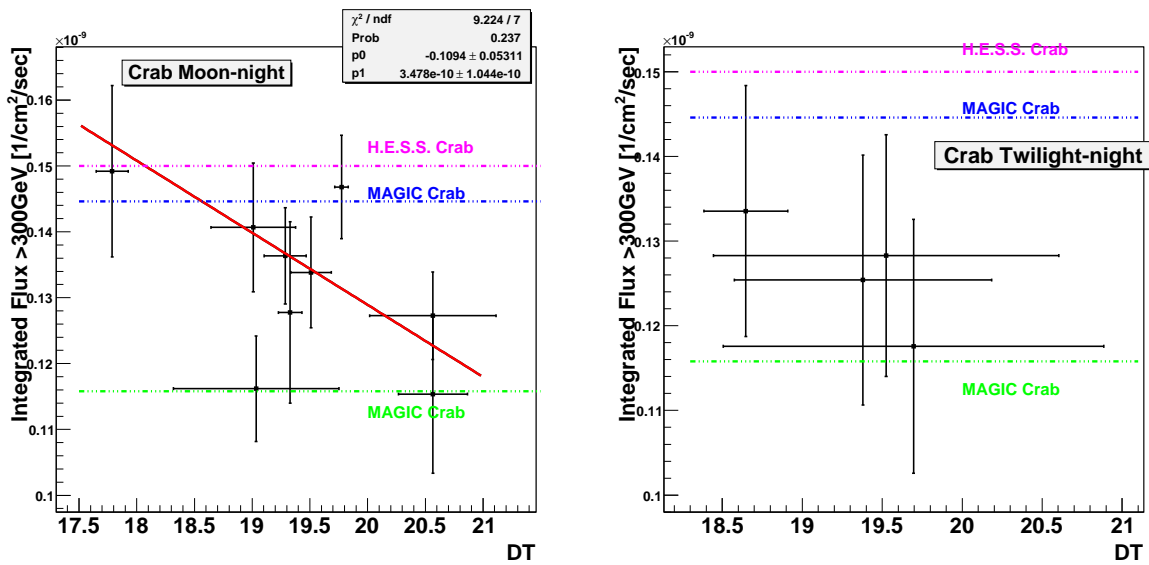 ×10⁻⁹
χ² / ndf 9.224 / 7
Prob 0.237
p0 -0.1094 ± 0.05311
p1 3.478e-10 ± 1.044e-10
Crab Moon-night
Integrated Flux >300GeV [1/cm²/sec]
0.16
0.15
0.14
0.13
0.12
0.11
0.1
H.E.S.S. Crab
MAGIC Crab
MAGIC Crab
17.5 18 18.5 19 19.5 20 20.5 21
DT
×10⁻⁹
H.E.S.S. Crab
MAGIC Crab
Crab Twilight-night
Integrated Flux >300GeV [1/cm²/sec]
0.15
0.14
0.13
0.12
0.11
0.1
MAGIC Crab
18.5 19 19.5 20 20.5 21
DT